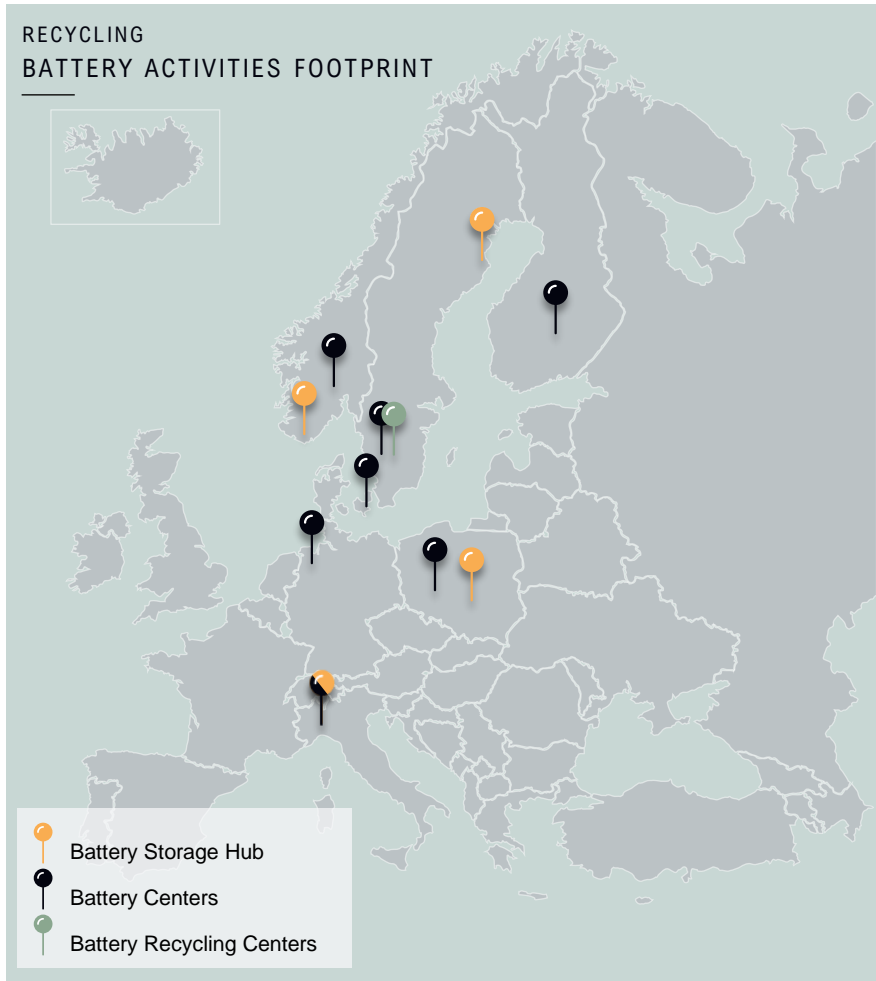 RECYCLING
BATTERY ACTIVITIES FOOTPRINT
Battery Storage Hub
Battery Centers
Battery Recycling Centers